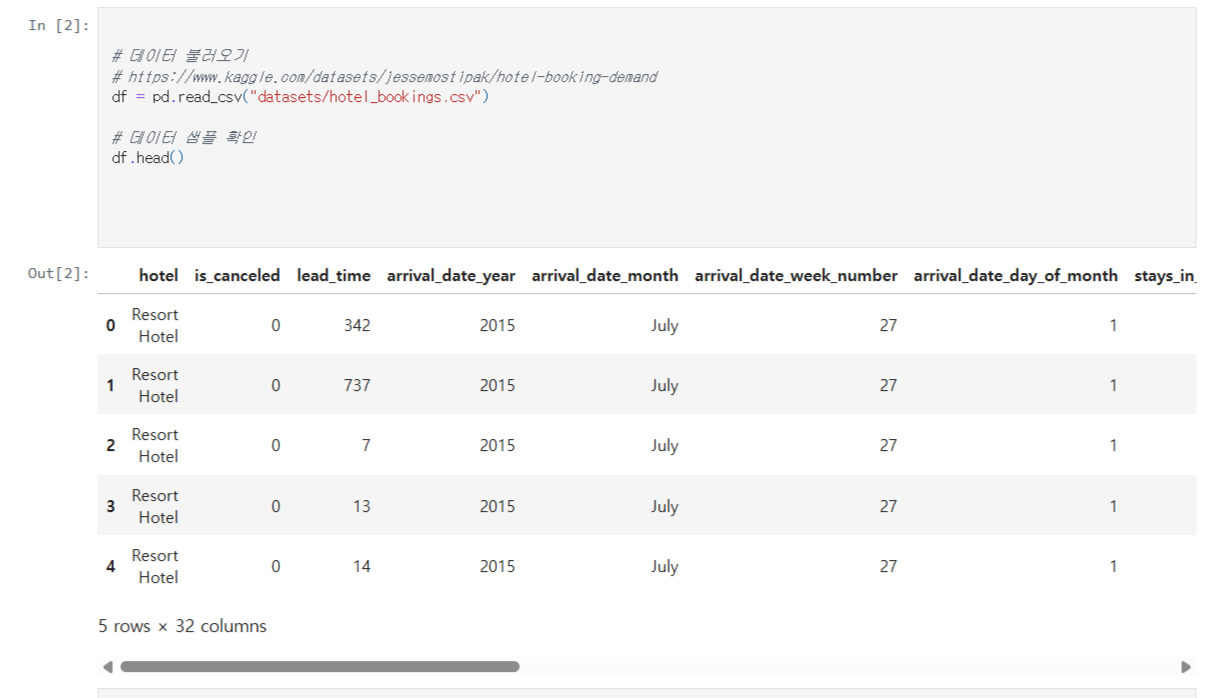 In [2]:
# 데이터 불러오기
# https://www.kaggle.com/datasets/jessemostipak/hotel-booking-demand
df = pd.read_csv("datasets/hotel_bookings.csv")
# 데이터 샘플 확인
df.head()
Out[2]:
hotel is_canceled lead_time arrival_date_year arrival_date_month arrival_date_week_number arrival_date_day_of_month stays_in_
0 Resort Hotel 0 342 2015 July 27 1
1 Resort Hotel 0 737 2015 July 27 1
2 Resort Hotel 0 7 2015 July 27 1
3 Resort Hotel 0 13 2015 July 27 1
4 Resort Hotel 0 14 2015 July 27 1
5 rows × 32 columns